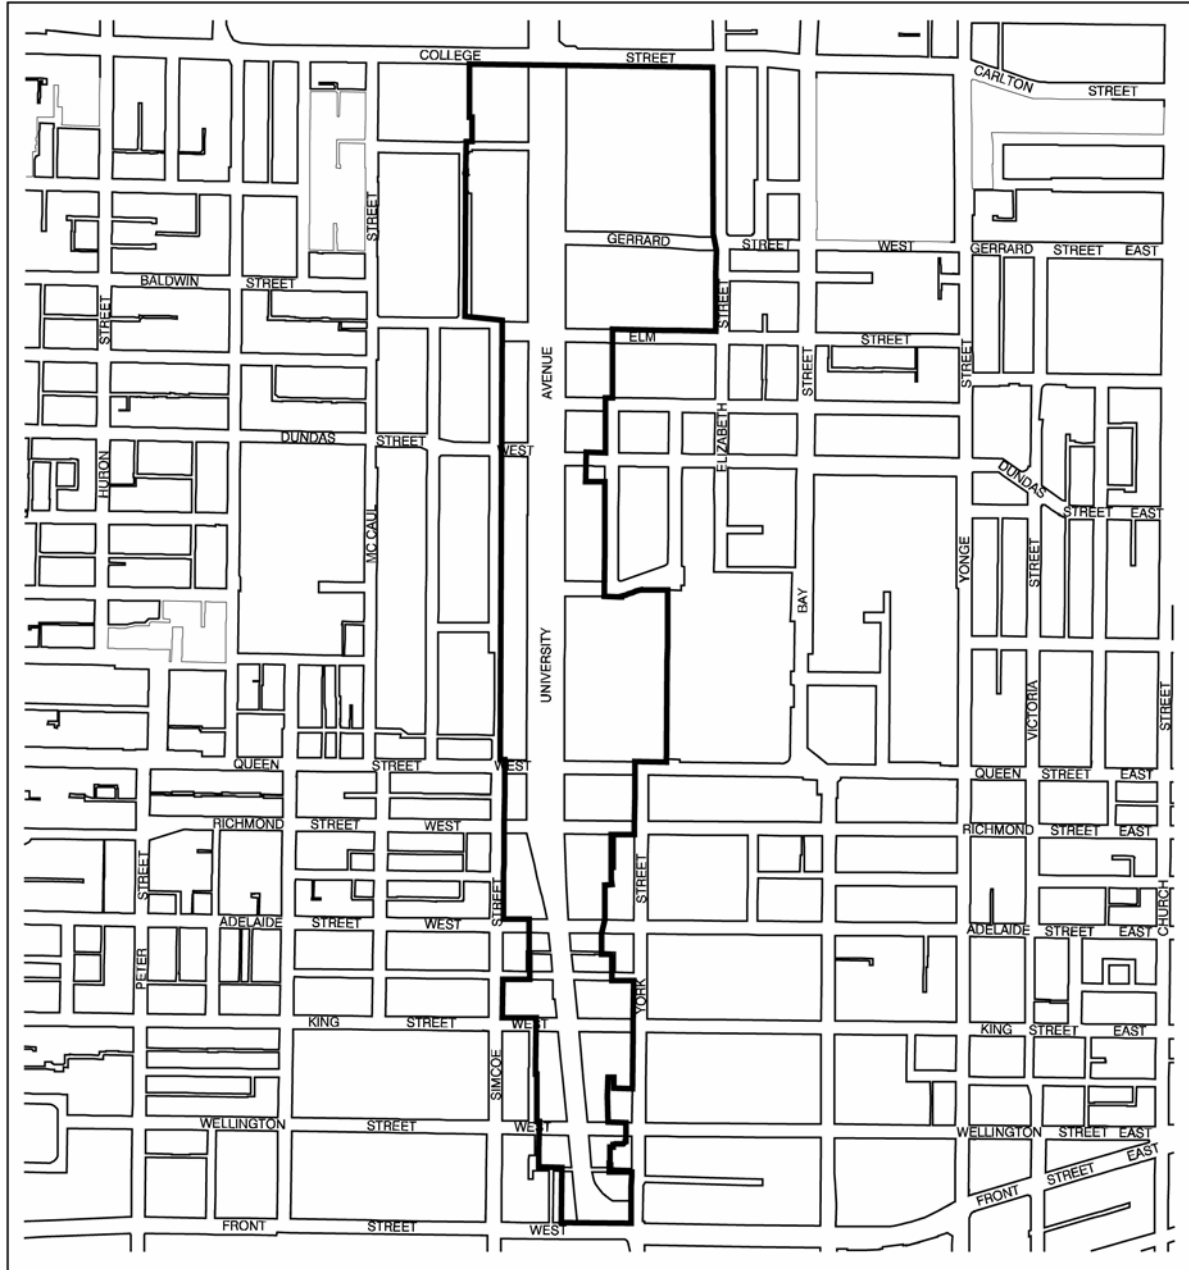 COLLEGE STREET
CARLTON STREET
STREET
GERRARD STREET WEST GERRARD STREET EAST
BALDWIN STREET
STREET
STREET
ELM STREET
STREET
STREET
AVENUE
ELIZABETH
DUNDAS STREET WEST
DUNDAS STREET EAST
HURON
MC CAUL
YONGE
STREET
BAY
UNIVERSITY
VICTORIA
STREET
QUEEN STREET WEST QUEEN STREET EAST
RICHMOND STREET WEST RICHMOND STREET EAST
STREET
STREET
STREET
CHURCH
ADELAIDE STREET WEST ADELAIDE STREET EAST
PETER
YORK
KING STREET WEST KING STREET EAST
SIMCOE
WELLINGTON STREET WEST WELLINGTON STREET EAST
FRONT STREET EAST
FRONT STREET WEST